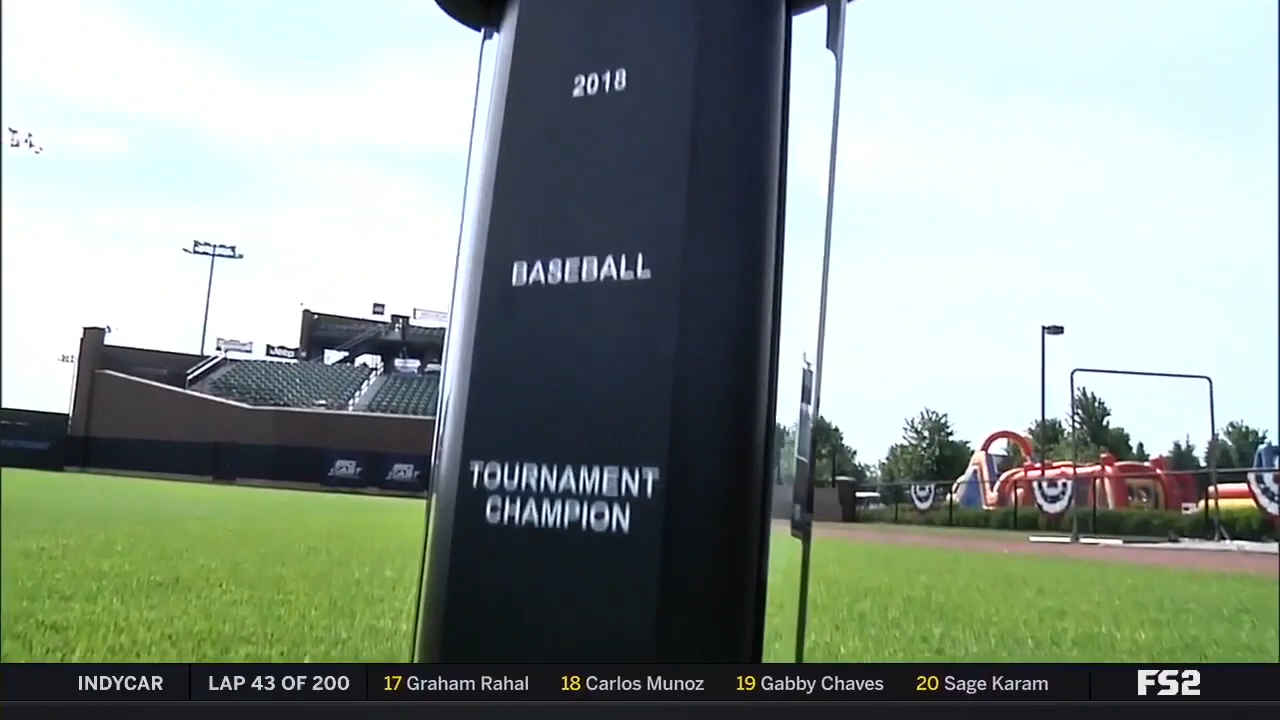 2018
BASEBALL
TOURNAMENT
CHAMPION
Jeep
INDYCAR LAP 43 OF 200 17 Graham Rahal 18 Carlos Munoz 19 Gabby Chaves 20 Sage Karam FS2